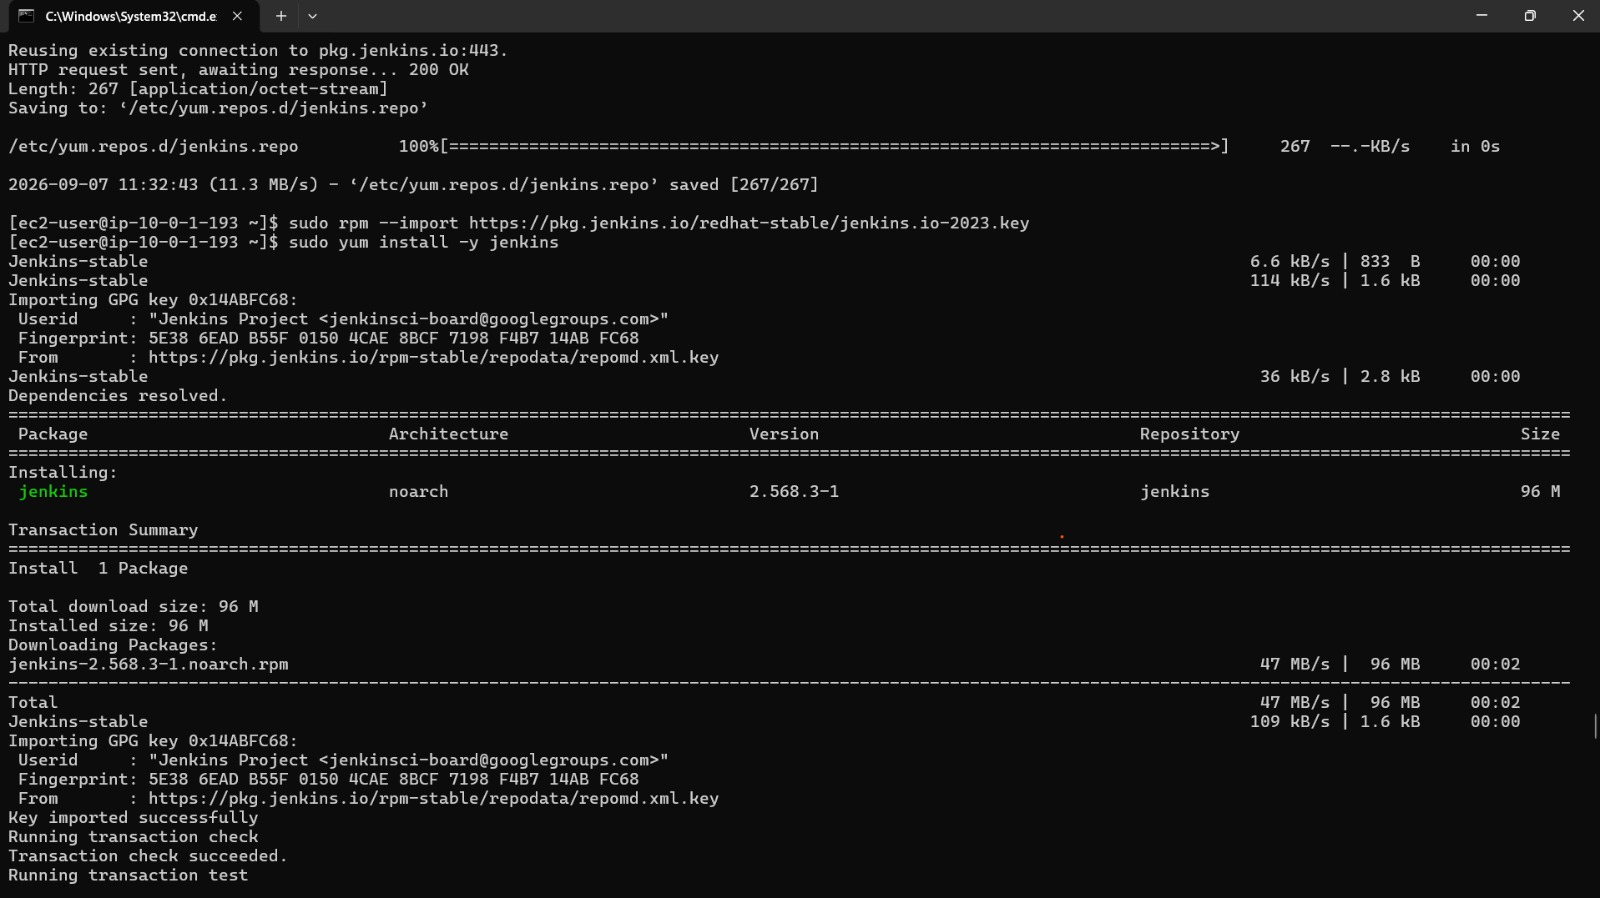 C:\Windows\System32\cmd.e
Reusing existing connection to pkg.jenkins.io:443.
HTTP request sent, awaiting response... 200 OK
Length: 267 [application/octet-stream]
Saving to: ‘/etc/yum.repos.d/jenkins.repo’
/etc/yum.repos.d/jenkins.repo 100%[============================================================================>] 267 --.-KB/s in 0s
2026-09-07 11:32:43 (11.3 MB/s) - ‘/etc/yum.repos.d/jenkins.repo’ saved [267/267]
[ec2-user@ip-10-0-1-193 ~]$ sudo rpm --import https://pkg.jenkins.io/redhat-stable/jenkins.io-2023.key
[ec2-user@ip-10-0-1-193 ~]$ sudo yum install -y jenkins
Jenkins-stable 6.6 kB/s | 833 B 00:00
Jenkins-stable 114 kB/s | 1.6 kB 00:00
Importing GPG key 0x14ABFC68:
Userid : "Jenkins Project <jenkinsci-board@googlegroups.com>"
Fingerprint: 5E38 6EAD B55F 0150 4CAE 8BCF 7198 F4B7 14AB FC68
From : https://pkg.jenkins.io/rpm-stable/repodata/repomd.xml.key
Jenkins-stable 36 kB/s | 2.8 kB 00:00
Dependencies resolved.
============================================================================================================================================================
Package Architecture Version Repository Size
============================================================================================================================================================
Installing:
jenkins noarch 2.568.3-1 jenkins 96 M
Transaction Summary
============================================================================================================================================================
Install 1 Package
Total download size: 96 M
Installed size: 96 M
Downloading Packages:
jenkins-2.568.3-1.noarch.rpm 47 MB/s | 96 MB 00:02
------------------------------------------------------------------------------------------------------------------------------------------------------------
Total 47 MB/s | 96 MB 00:02
Jenkins-stable 109 kB/s | 1.6 kB 00:00
Importing GPG key 0x14ABFC68:
Userid : "Jenkins Project <jenkinsci-board@googlegroups.com>"
Fingerprint: 5E38 6EAD B55F 0150 4CAE 8BCF 7198 F4B7 14AB FC68
From : https://pkg.jenkins.io/rpm-stable/repodata/repomd.xml.key
Key imported successfully
Running transaction check
Transaction check succeeded.
Running transaction test